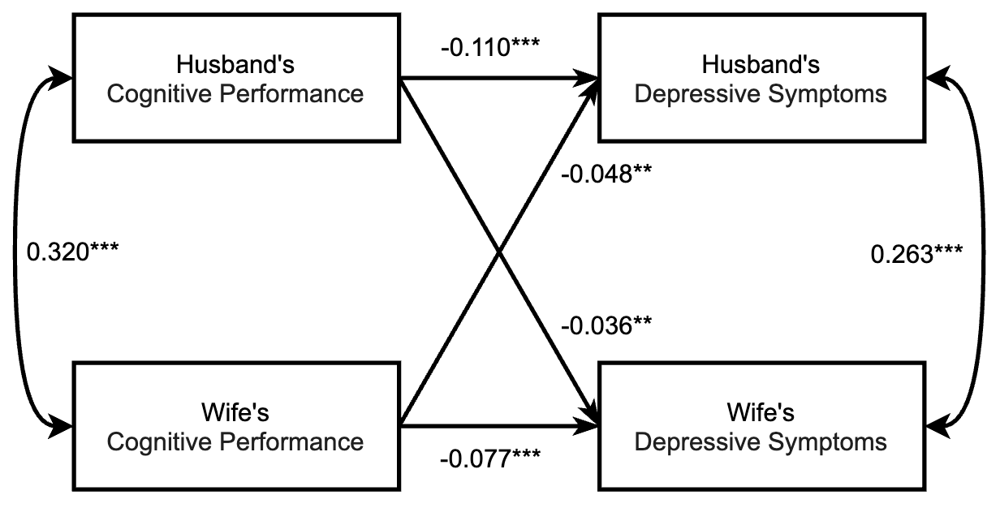 Husband's
Cognitive Performance
-0.110***
Husband's
Depressive Symptoms
-0.048**
0.320***
0.263***
-0.036**
Wife's
Cognitive Performance
-0.077***
Wife's
Depressive Symptoms